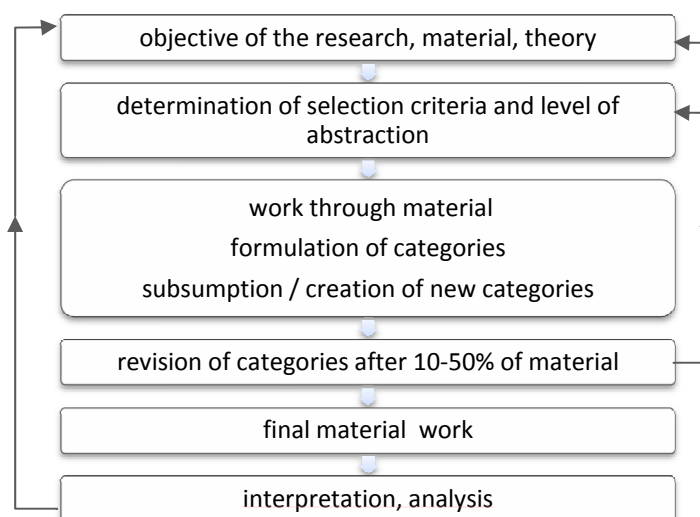 objective of the research, material, theory
determination of selection criteria and level of
abstraction
work through material
formulation of categories
subsumption / creation of new categories
revision of categories after 10-50% of material
final material work
interpretation, analysis